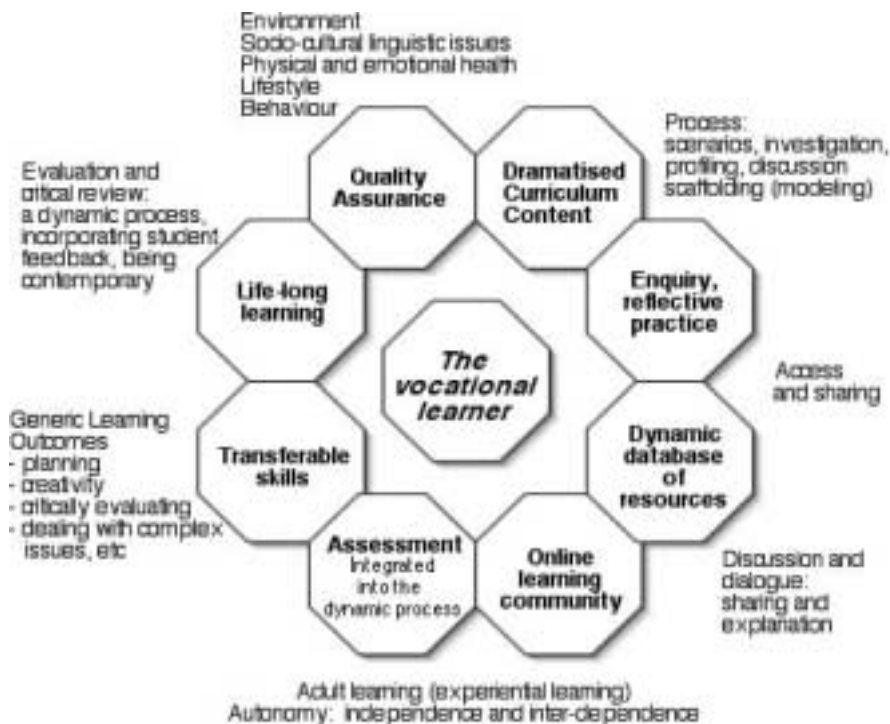 Environment
Socio-cultural linguistic issues
Physical and emotional health
Lifestyle
Behaviour
Quality
Assurance
Dramatised
Curriculum
Content
Process:
scenarios, investigation,
profiling, discussion
scaffolding (modeling)
Evaluation and
critical review:
a dynamic process,
incorporating student
feedback, being
contemporary
Life-long
learning
Enquiry,
reflective
practice
The
vocational
learner
Access
and sharing
Generic Learning
Outcomes
- planning
- creativity
- critically evaluating
- dealing with complex
issues, etc
Transferable
skills
Dynamic
database
of
resources
Assessment
Integrated
into the
dynamic process
Online
learning
community
Discussion and
dialogue:
sharing and
explanation
Adult learning (experiential learning)
Autonomy: independence and inter-dependence